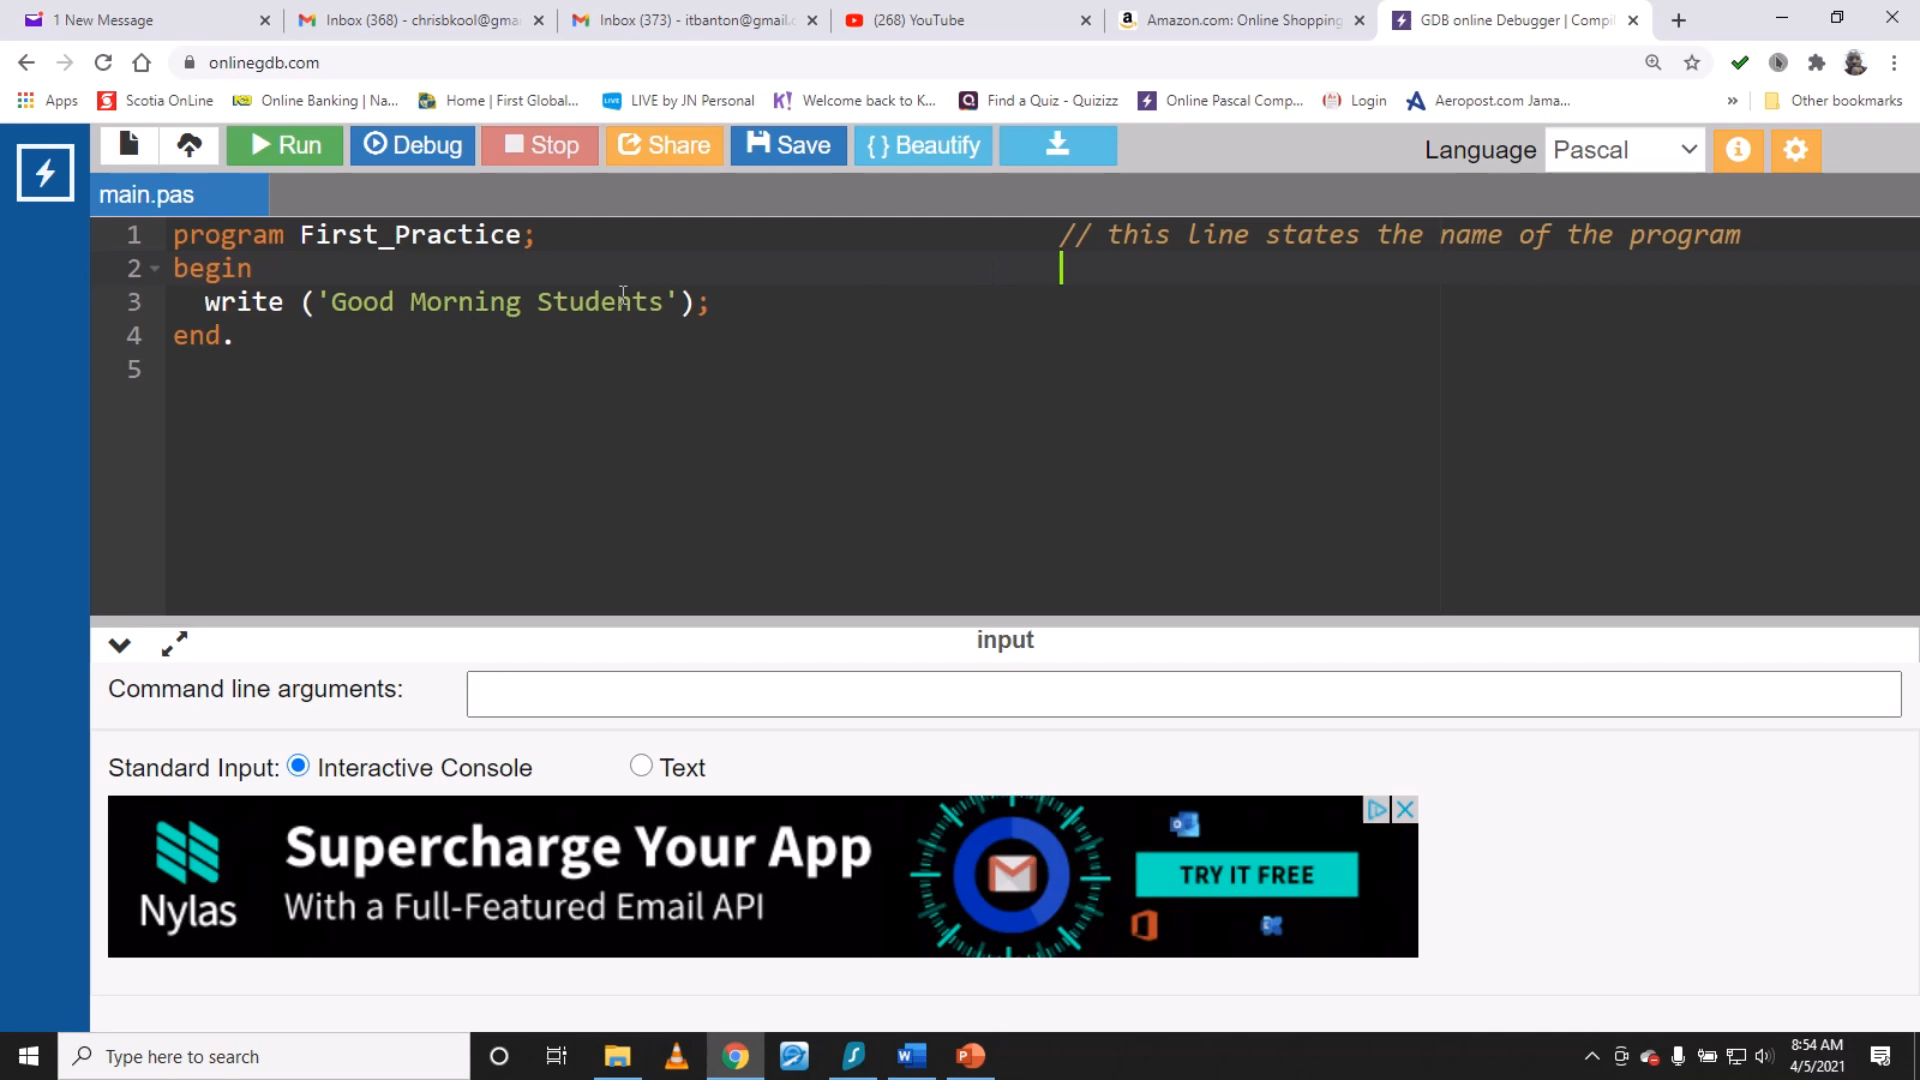 1 New Message
Inbox (368) - chrisbkool@gma
Inbox (373) - itbanton@gmail.c
(268) YouTube
Amazon.com: Online Shopping
GDB online Debugger | Compil
onlinegdb.com
Apps
Scotia OnLine
Online Banking | Na...
Home | First Global...
LIVE by JN Personal
Welcome back to K...
Find a Quiz - Quizizz
Online Pascal Comp...
Login
Aeropost.com Jama...
Other bookmarks
Run
Debug
Stop
Share
Save
{ } Beautify
Language Pascal
main.pas
1 program First_Practice; // this line states the name of the program
2 begin
3 write ('Good Morning Students');
4 end.
5
input
Command line arguments:
Standard Input: Interactive Console Text
Nylas
Supercharge Your App
With a Full-Featured Email API
TRY IT FREE
Type here to search
8:54 AM
4/5/2021